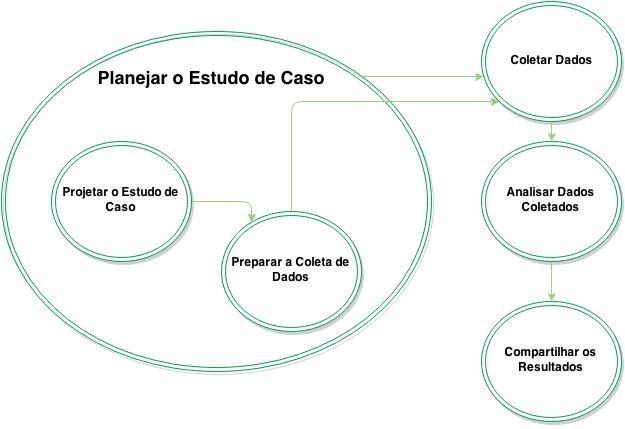 Planejar o Estudo de Caso
Projetar o Estudo de
Caso
Preparar a Coleta de
Dados
Coletar Dados
Analisar Dados
Coletados
Compartilhar os
Resultados